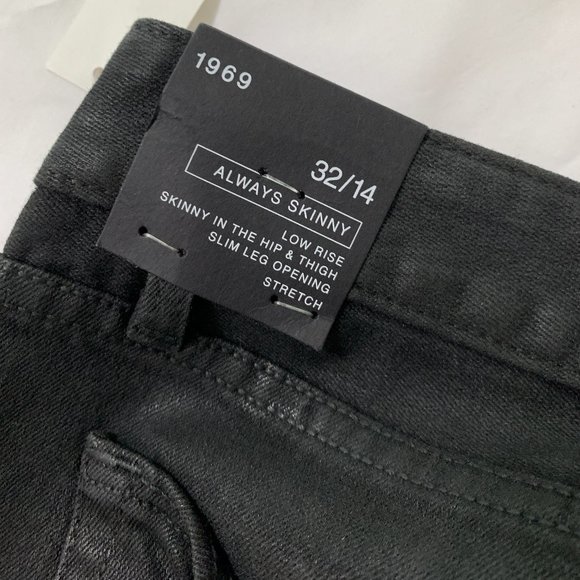 1969
32/14
ALWAYS SKINNY
LOW RISE
SKINNY IN THE HIP & THIGH
SLIM LEG OPENING
STRETCH